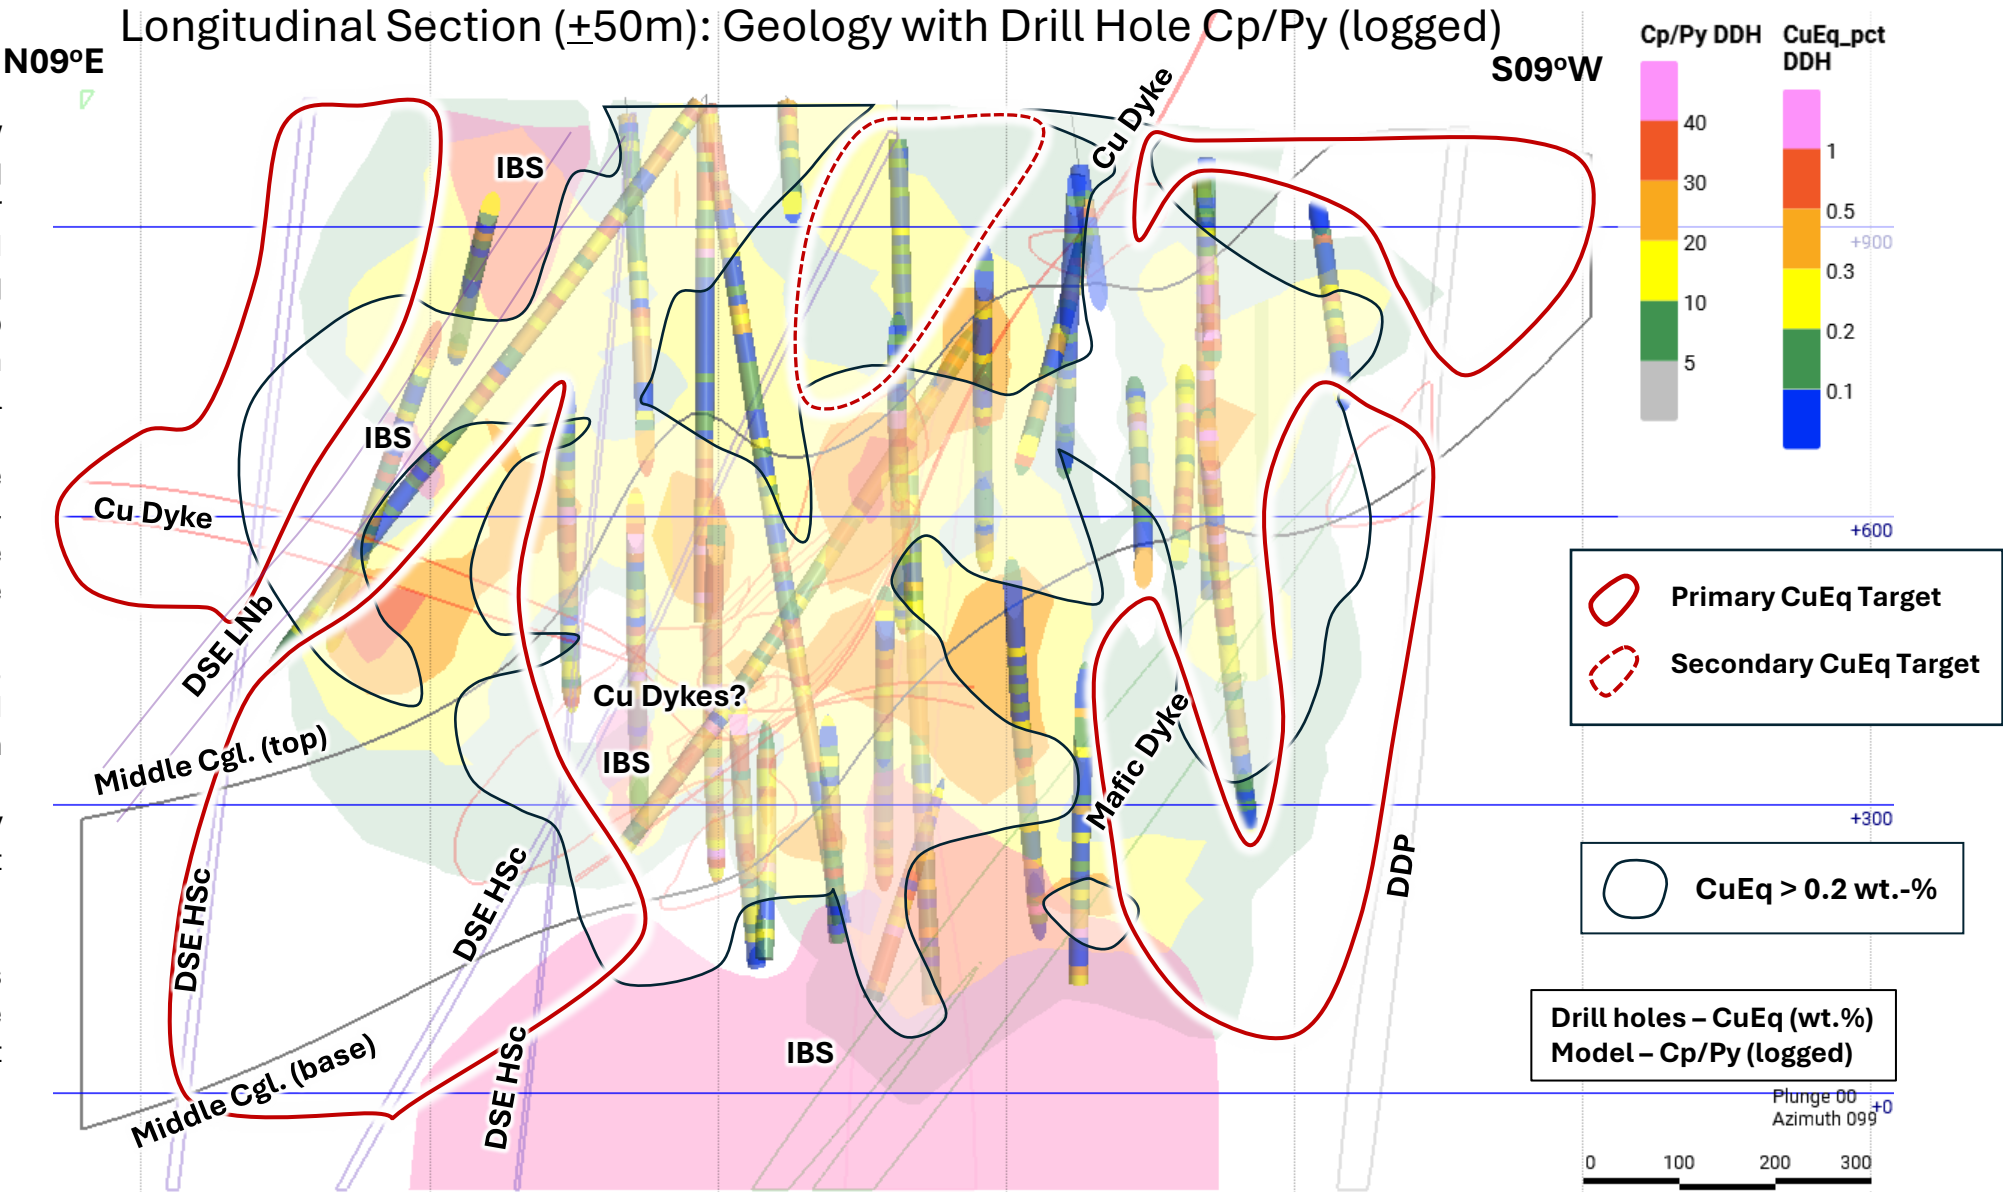 Longitudinal Section (±50m): Geology with Drill Hole Cp/Py (logged)
N09°E
S09°W
Cp/Py DDH
40
30
20
10
5
CuEq_pct
DDH
1
0.5
0.3
0.2
0.1
+900
+600
+300
+0
Cu Dyke
IBS
IBS
Cu Dyke
DSE LNb
Cu Dykes?
IBS
Middle Cgl. (top)
Mafic Dyke
DSE HSc
DSE HSc
DDP
IBS
DSE HSc
Middle Cgl. (base)
Primary CuEq Target
Secondary CuEq Target
CuEq > 0.2 wt.-%
Drill holes – CuEq (wt.%)
Model – Cp/Py (logged)
Plunge 00
Azimuth 099
0 100 200 300